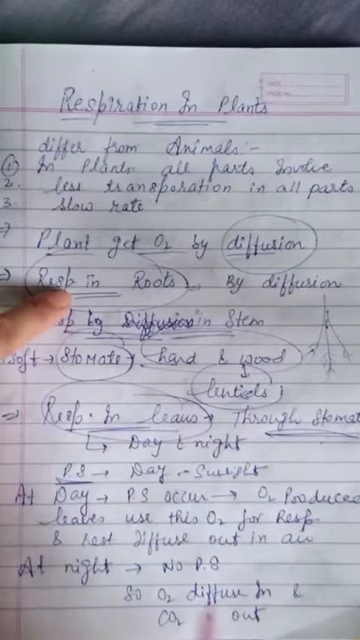 Respiration In Plants
differ from Animals:-
① In Plants all parts Involve
2. less transporation in all parts
3. slow rate
→ Plant get O2 by diffusion
⇒ Resp in Roots → By diffusion
sp by Diffusion in Stem
soft → Stomate, hard & wood
lenticels
⇒ Resp. In leaves → Through Stomat
↳ Day & night
P.S → Day - Sunlight
At Day → P.S occur → O2 Produced
leaves use this O2 for Resp.
& rest diffuse out in air
At night → No P.S
So O2 diffuse In &
CO2 out